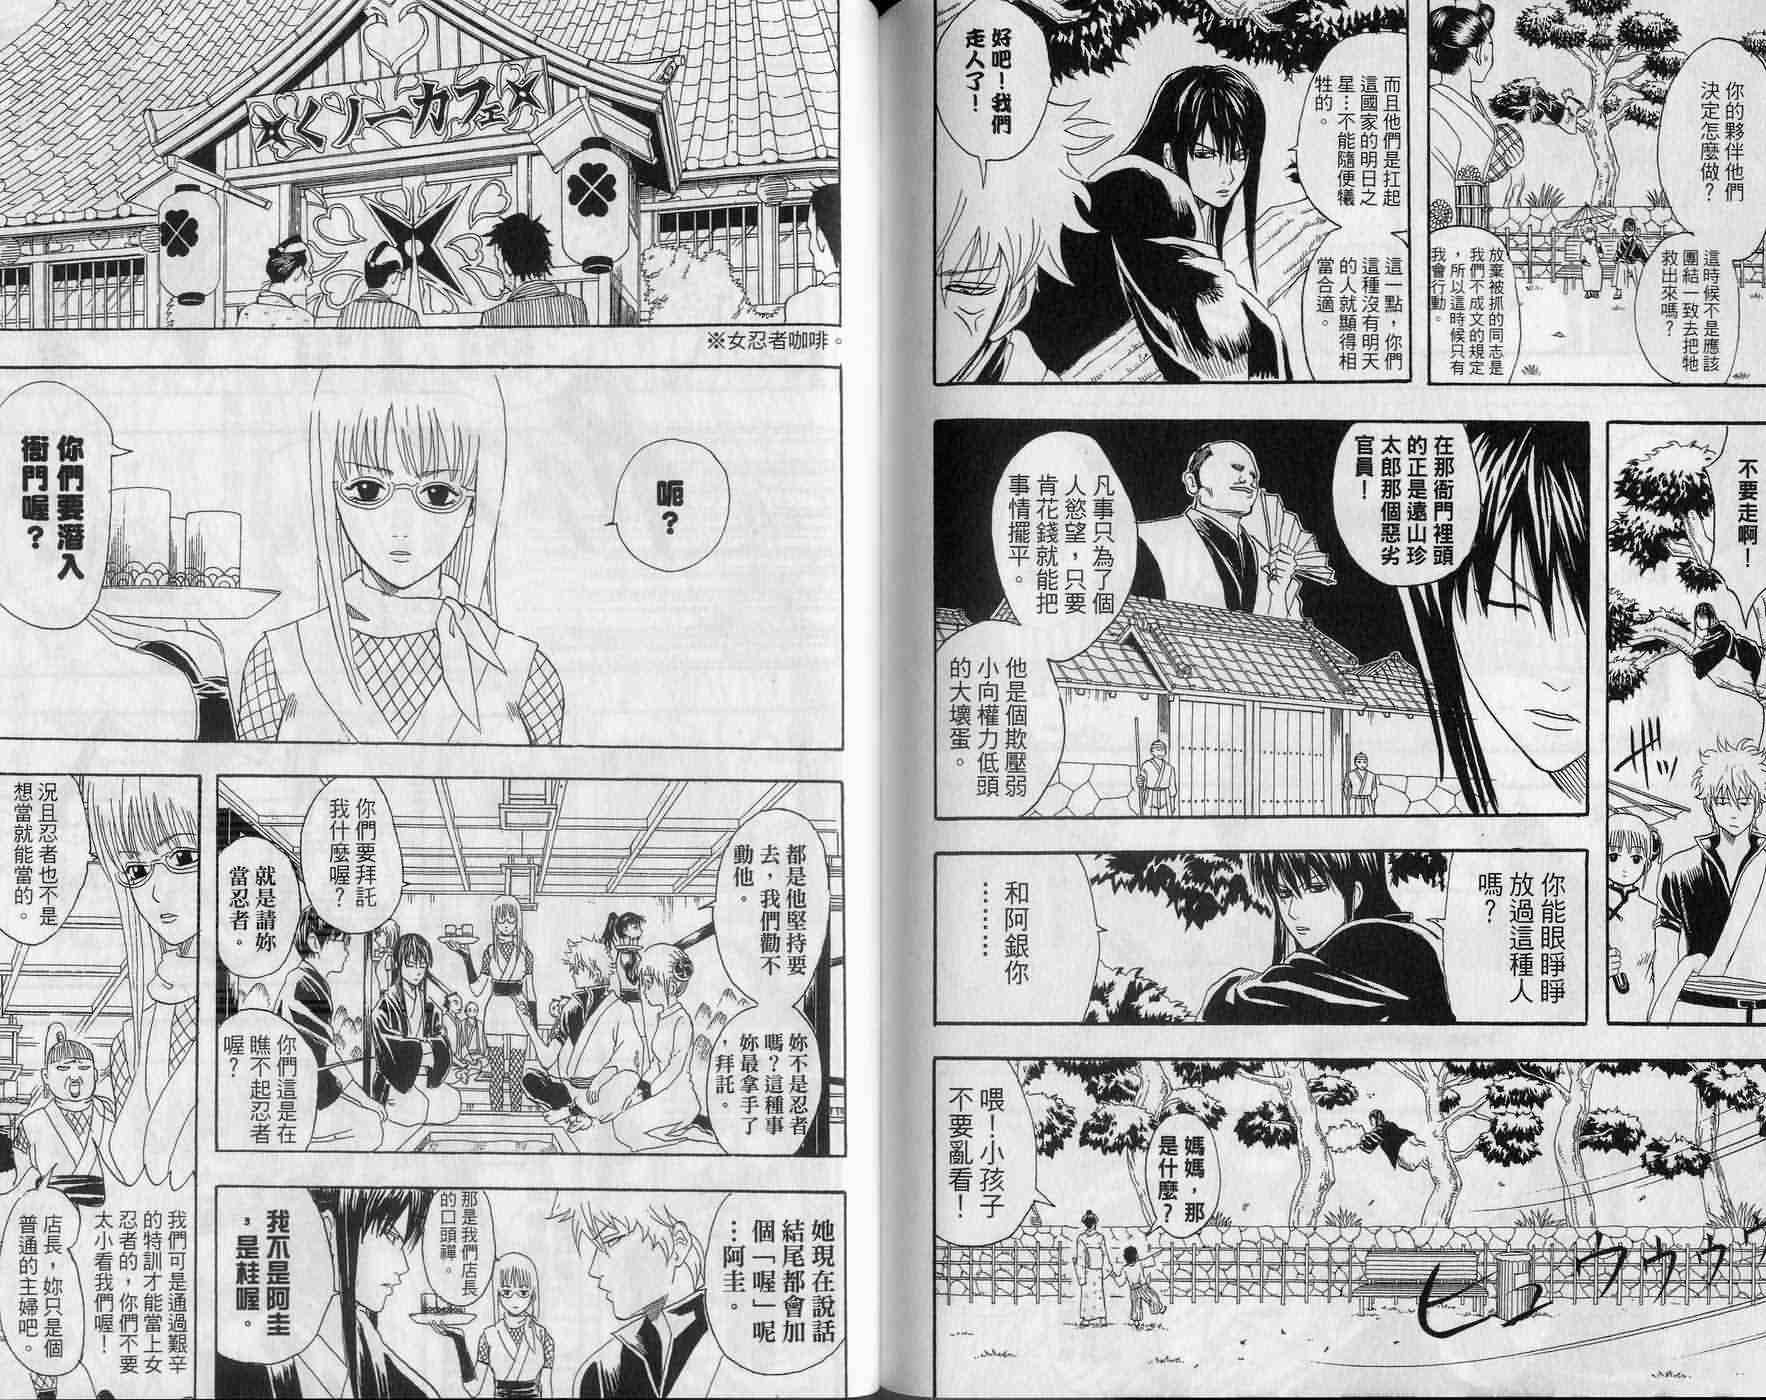 你的夥伴他們
決定怎麼做？
這時候不是應該
團結一致去把牠
救出來嗎？
放棄被抓的同志是
我們不成文的規定
，所以這時候只有
我會行動。
而且他們是扛起
這國家的明日之
星…不能隨便犧
牲的。
這一點，你們
這種沒有明天
的人就顯得相
當合適。
好吧！我們
走人了！
不要走啊！
ガガッ
在那衙門裡頭
的正是遠山珍
太郎那個惡劣
官員！
凡事只為了個
人慾望，只要
肯花錢就能把
事情擺平。
他是個欺壓弱
小向權力低頭
的大壞蛋。
你能眼睜睜
放過這種人
嗎？
和阿銀你
………
媽媽，那
是什麼？
喂！小孩子
不要亂看！
ヒュウウウウ
くノ一カフェ
※女忍者咖啡。
呃？
你們要潛入
衙門喔？
都是他堅持要
去，我們勸不
動他。
妳不是忍者
嗎？這種事
妳最拿手了
，拜託。
你們要拜託
我什麼喔？
就是請妳
當忍者。
你們這是在
瞧不起忍者
喔？
況且忍者也不是
想當就能當的。
我們可是通過艱辛
的特訓才能當上女
忍者的，你們不要
太小看我們喔！
店長，妳只是個
普通的主婦吧。
她現在說話
結尾都會加
個「喔」呢
…阿圭。
那是我們店長
的口頭禪。
我不是阿圭
，是桂喔。